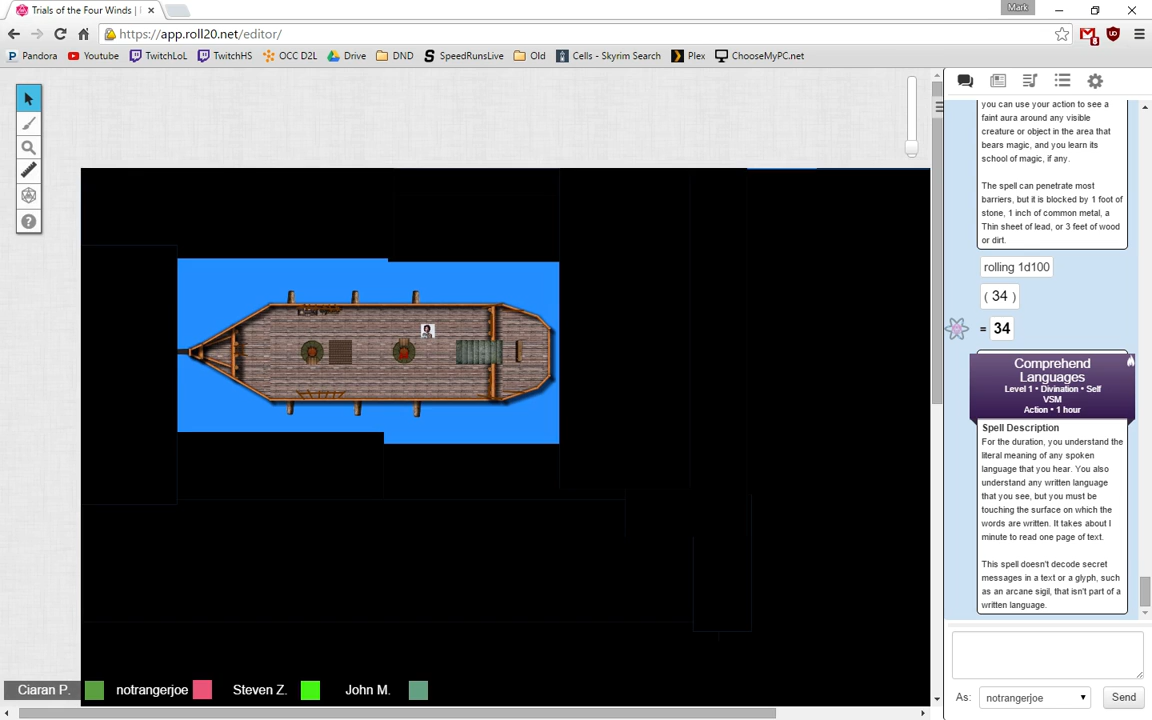 Trials of the Four Winds |
Mark
https://app.roll20.net/editor/
Pandora Youtube TwitchLoL TwitchHS OCC D2L Drive DND SpeedRunsLive Old Cells - Skyrim Search Plex ChooseMyPC.net
you can use your action to see a
faint aura around any visible
creature or object in the area that
bears magic, and you learn its
school of magic, if any.
The spell can penetrate most
barriers, but it is blocked by 1 foot of
stone, 1 inch of common metal, a
Thin sheet of lead, or 3 feet of wood
or dirt.
rolling 1d100
( 34 )
= 34
Comprehend
Languages
Level 1 • Divination • Self
VSM
Action • 1 hour
Spell Description
For the duration, you understand the
literal meaning of any spoken
language that you hear. You also
understand any written language
that you see, but you must be
touching the surface on which the
words are written. It takes about I
minute to read one page of text.
This spell doesn't decode secret
messages in a text or a glyph, such
as an arcane sigil, that isn't part of a
written language.
Ciaran P. notrangerjoe Steven Z. John M.
As: notrangerjoe Send